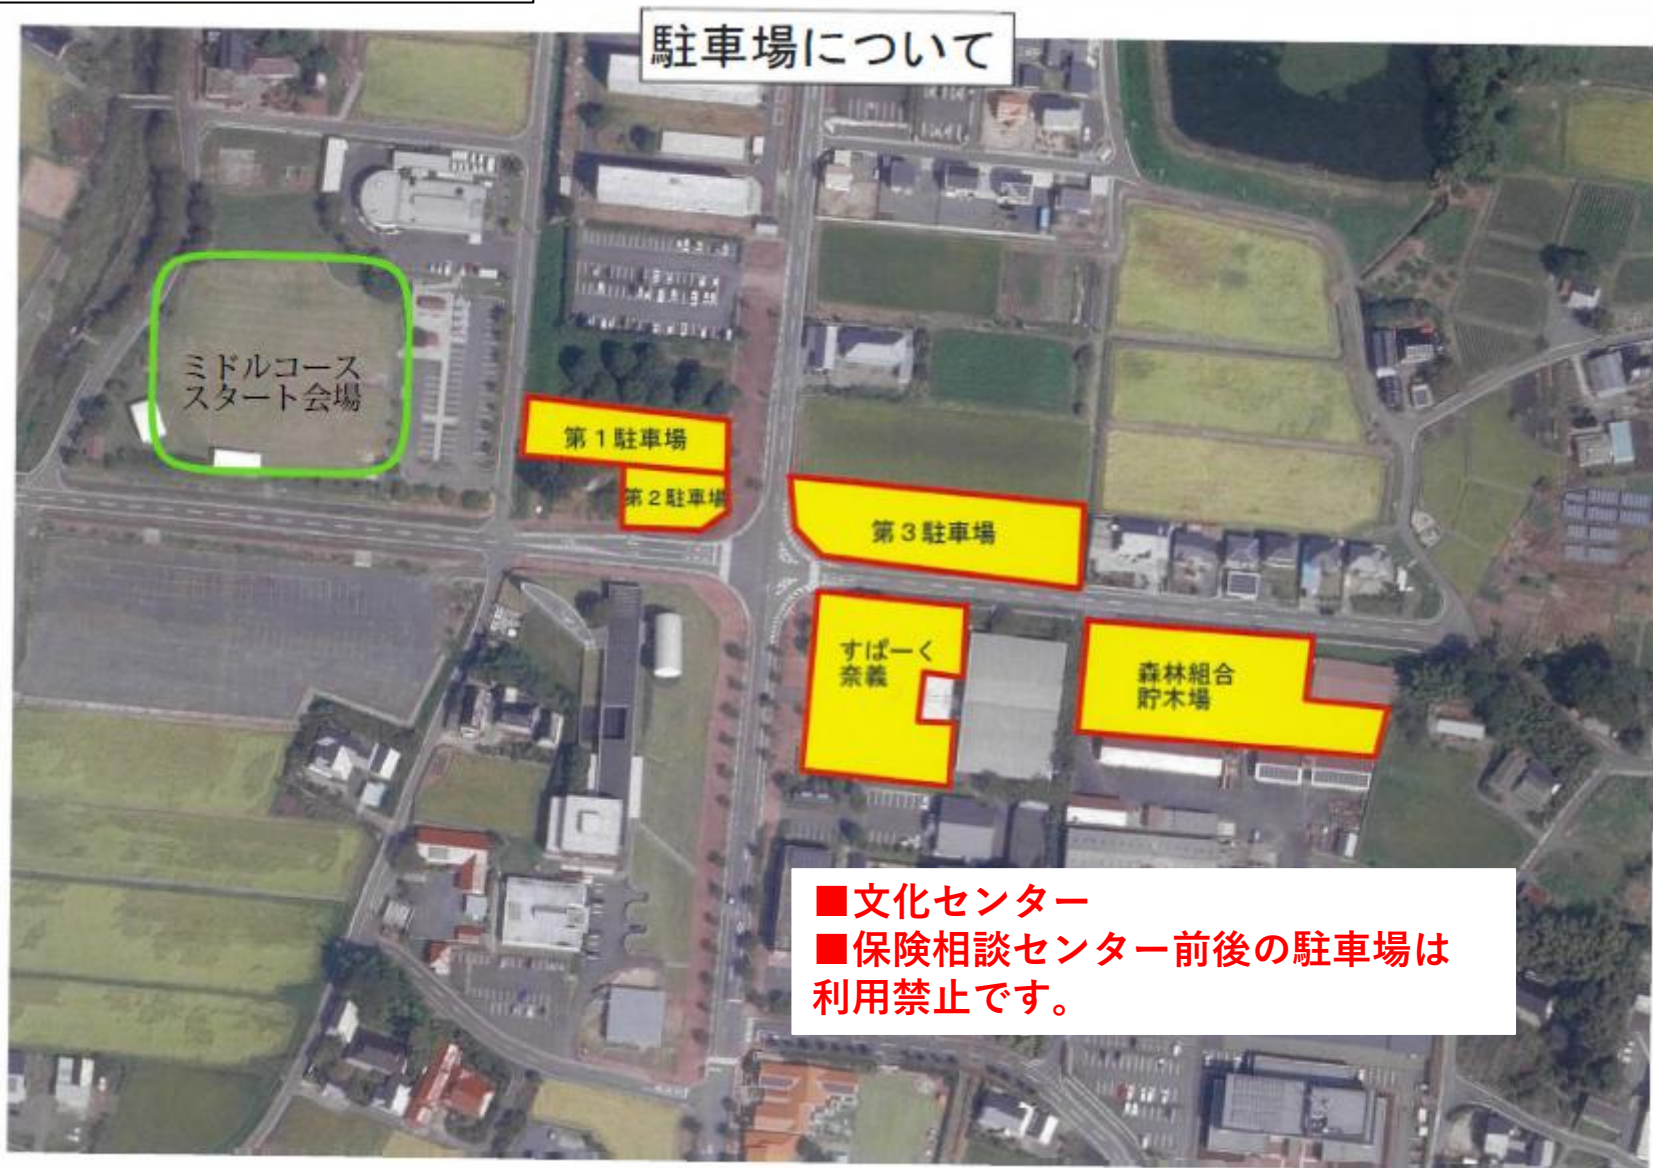 駐車場について
ミドルコース
スタート会場
第1駐車場
第2駐車場
第3駐車場
すぱーく
奈義
森林組合
貯木場
■文化センター
■保険相談センター前後の駐車場は
利用禁止です。